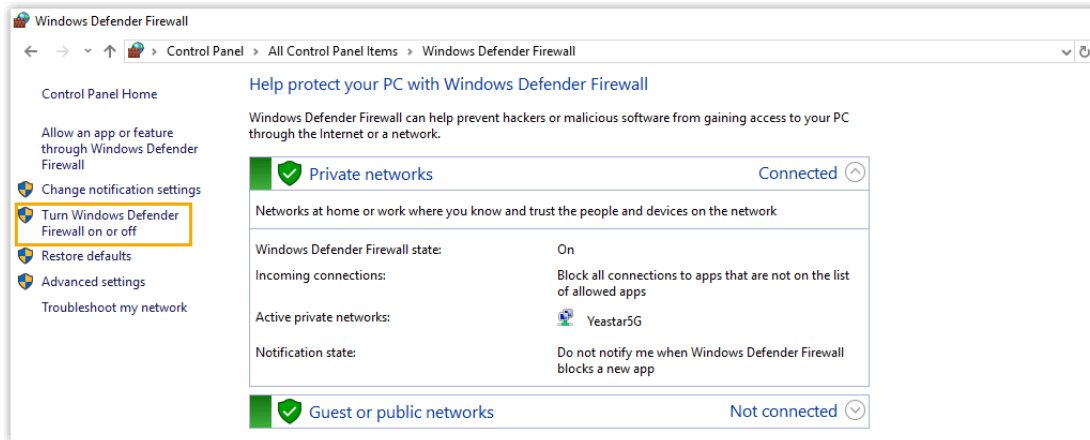 Windows Defender Firewall
Control Panel > All Control Panel Items > Windows Defender Firewall
Control Panel Home
Allow an app or feature
through Windows Defender
Firewall
Change notification settings
Turn Windows Defender
Firewall on or off
Restore defaults
Advanced settings
Troubleshoot my network
Help protect your PC with Windows Defender Firewall
Windows Defender Firewall can help prevent hackers or malicious software from gaining access to your PC
through the Internet or a network.
Private networks Connected
Networks at home or work where you know and trust the people and devices on the network
Windows Defender Firewall state: On
Incoming connections: Block all connections to apps that are not on the list
of allowed apps
Active private networks: Yeastar5G
Notification state: Do not notify me when Windows Defender Firewall
blocks a new app
Guest or public networks Not connected